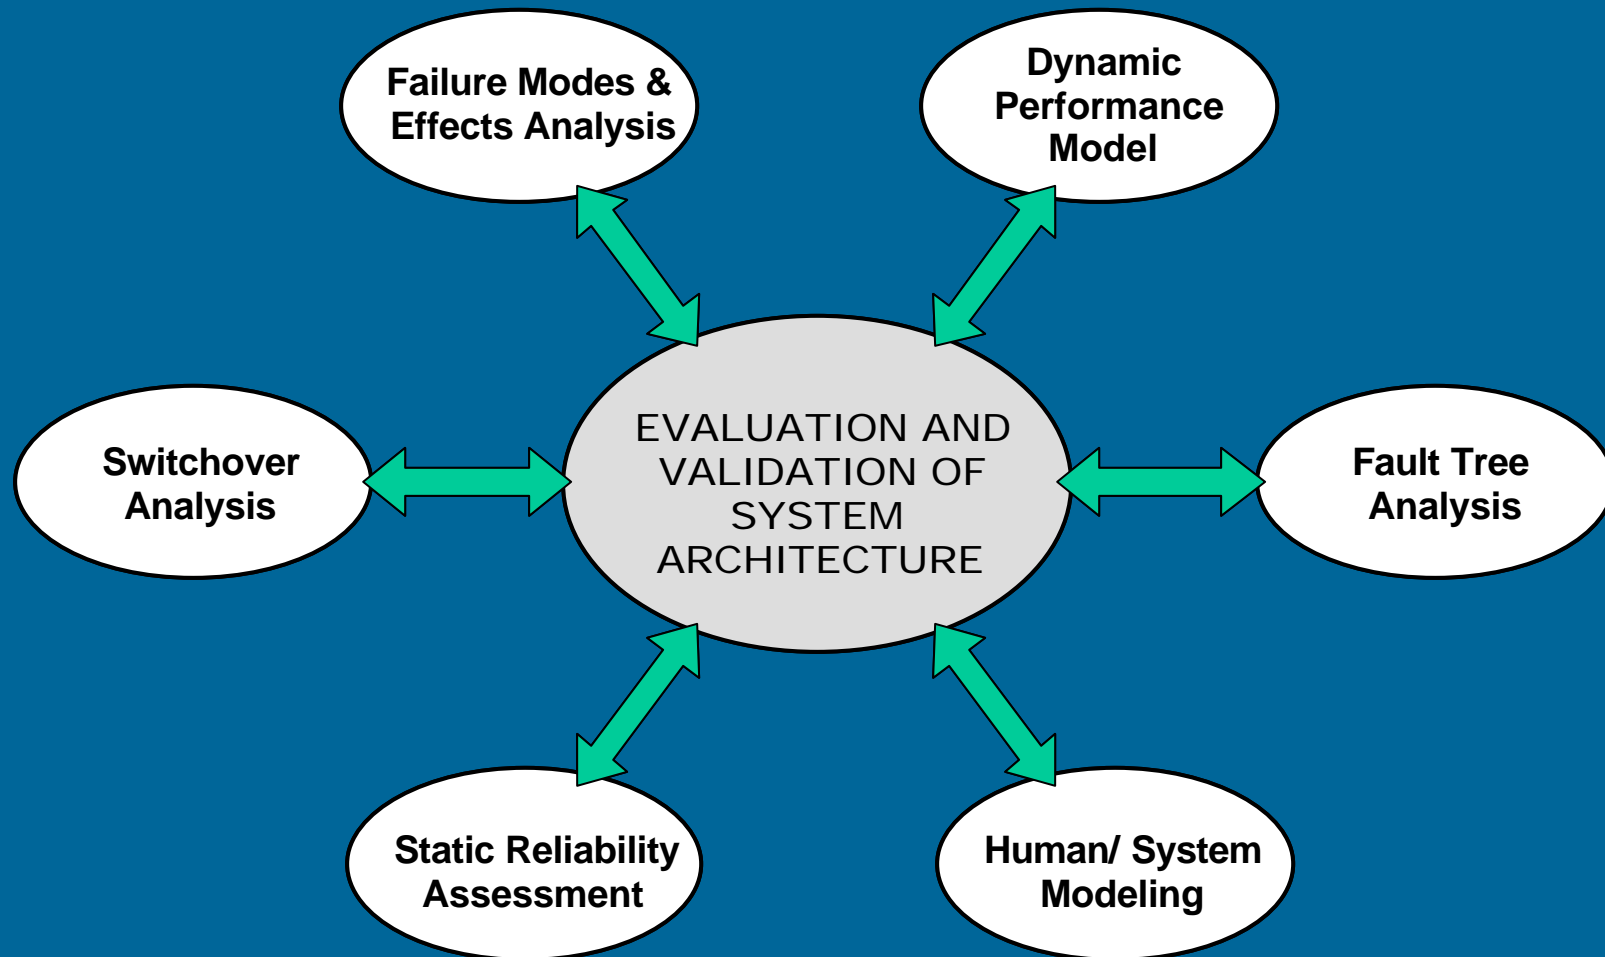 Failure Modes &
Effects Analysis
Dynamic
Performance
Model
Switchover
Analysis
EVALUATION AND
VALIDATION OF
SYSTEM
ARCHITECTURE
Fault Tree
Analysis
Static Reliability
Assessment
Human/ System
Modeling